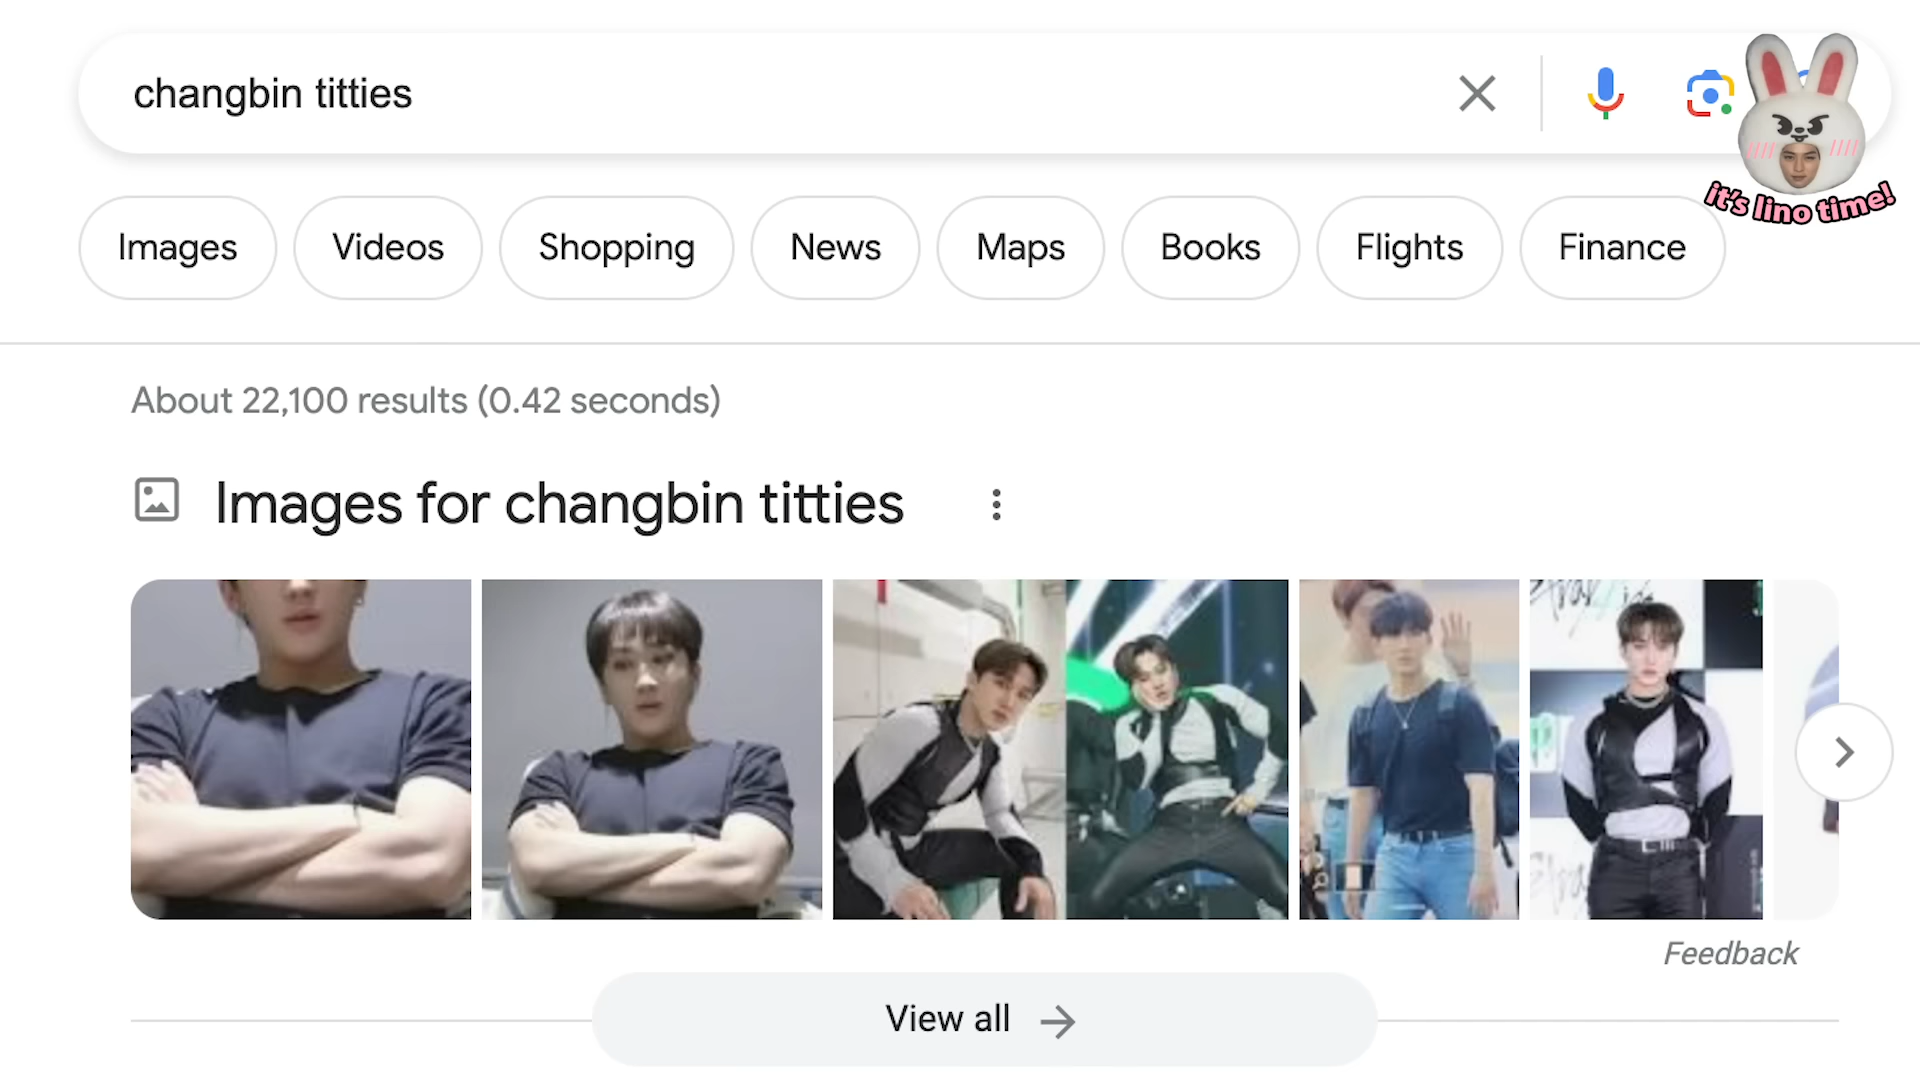 changbin titties
it's lino time!
Images
Videos
Shopping
News
Maps
Books
Flights
Finance
About 22,100 results (0.42 seconds)
Images for changbin titties
Feedback
View all